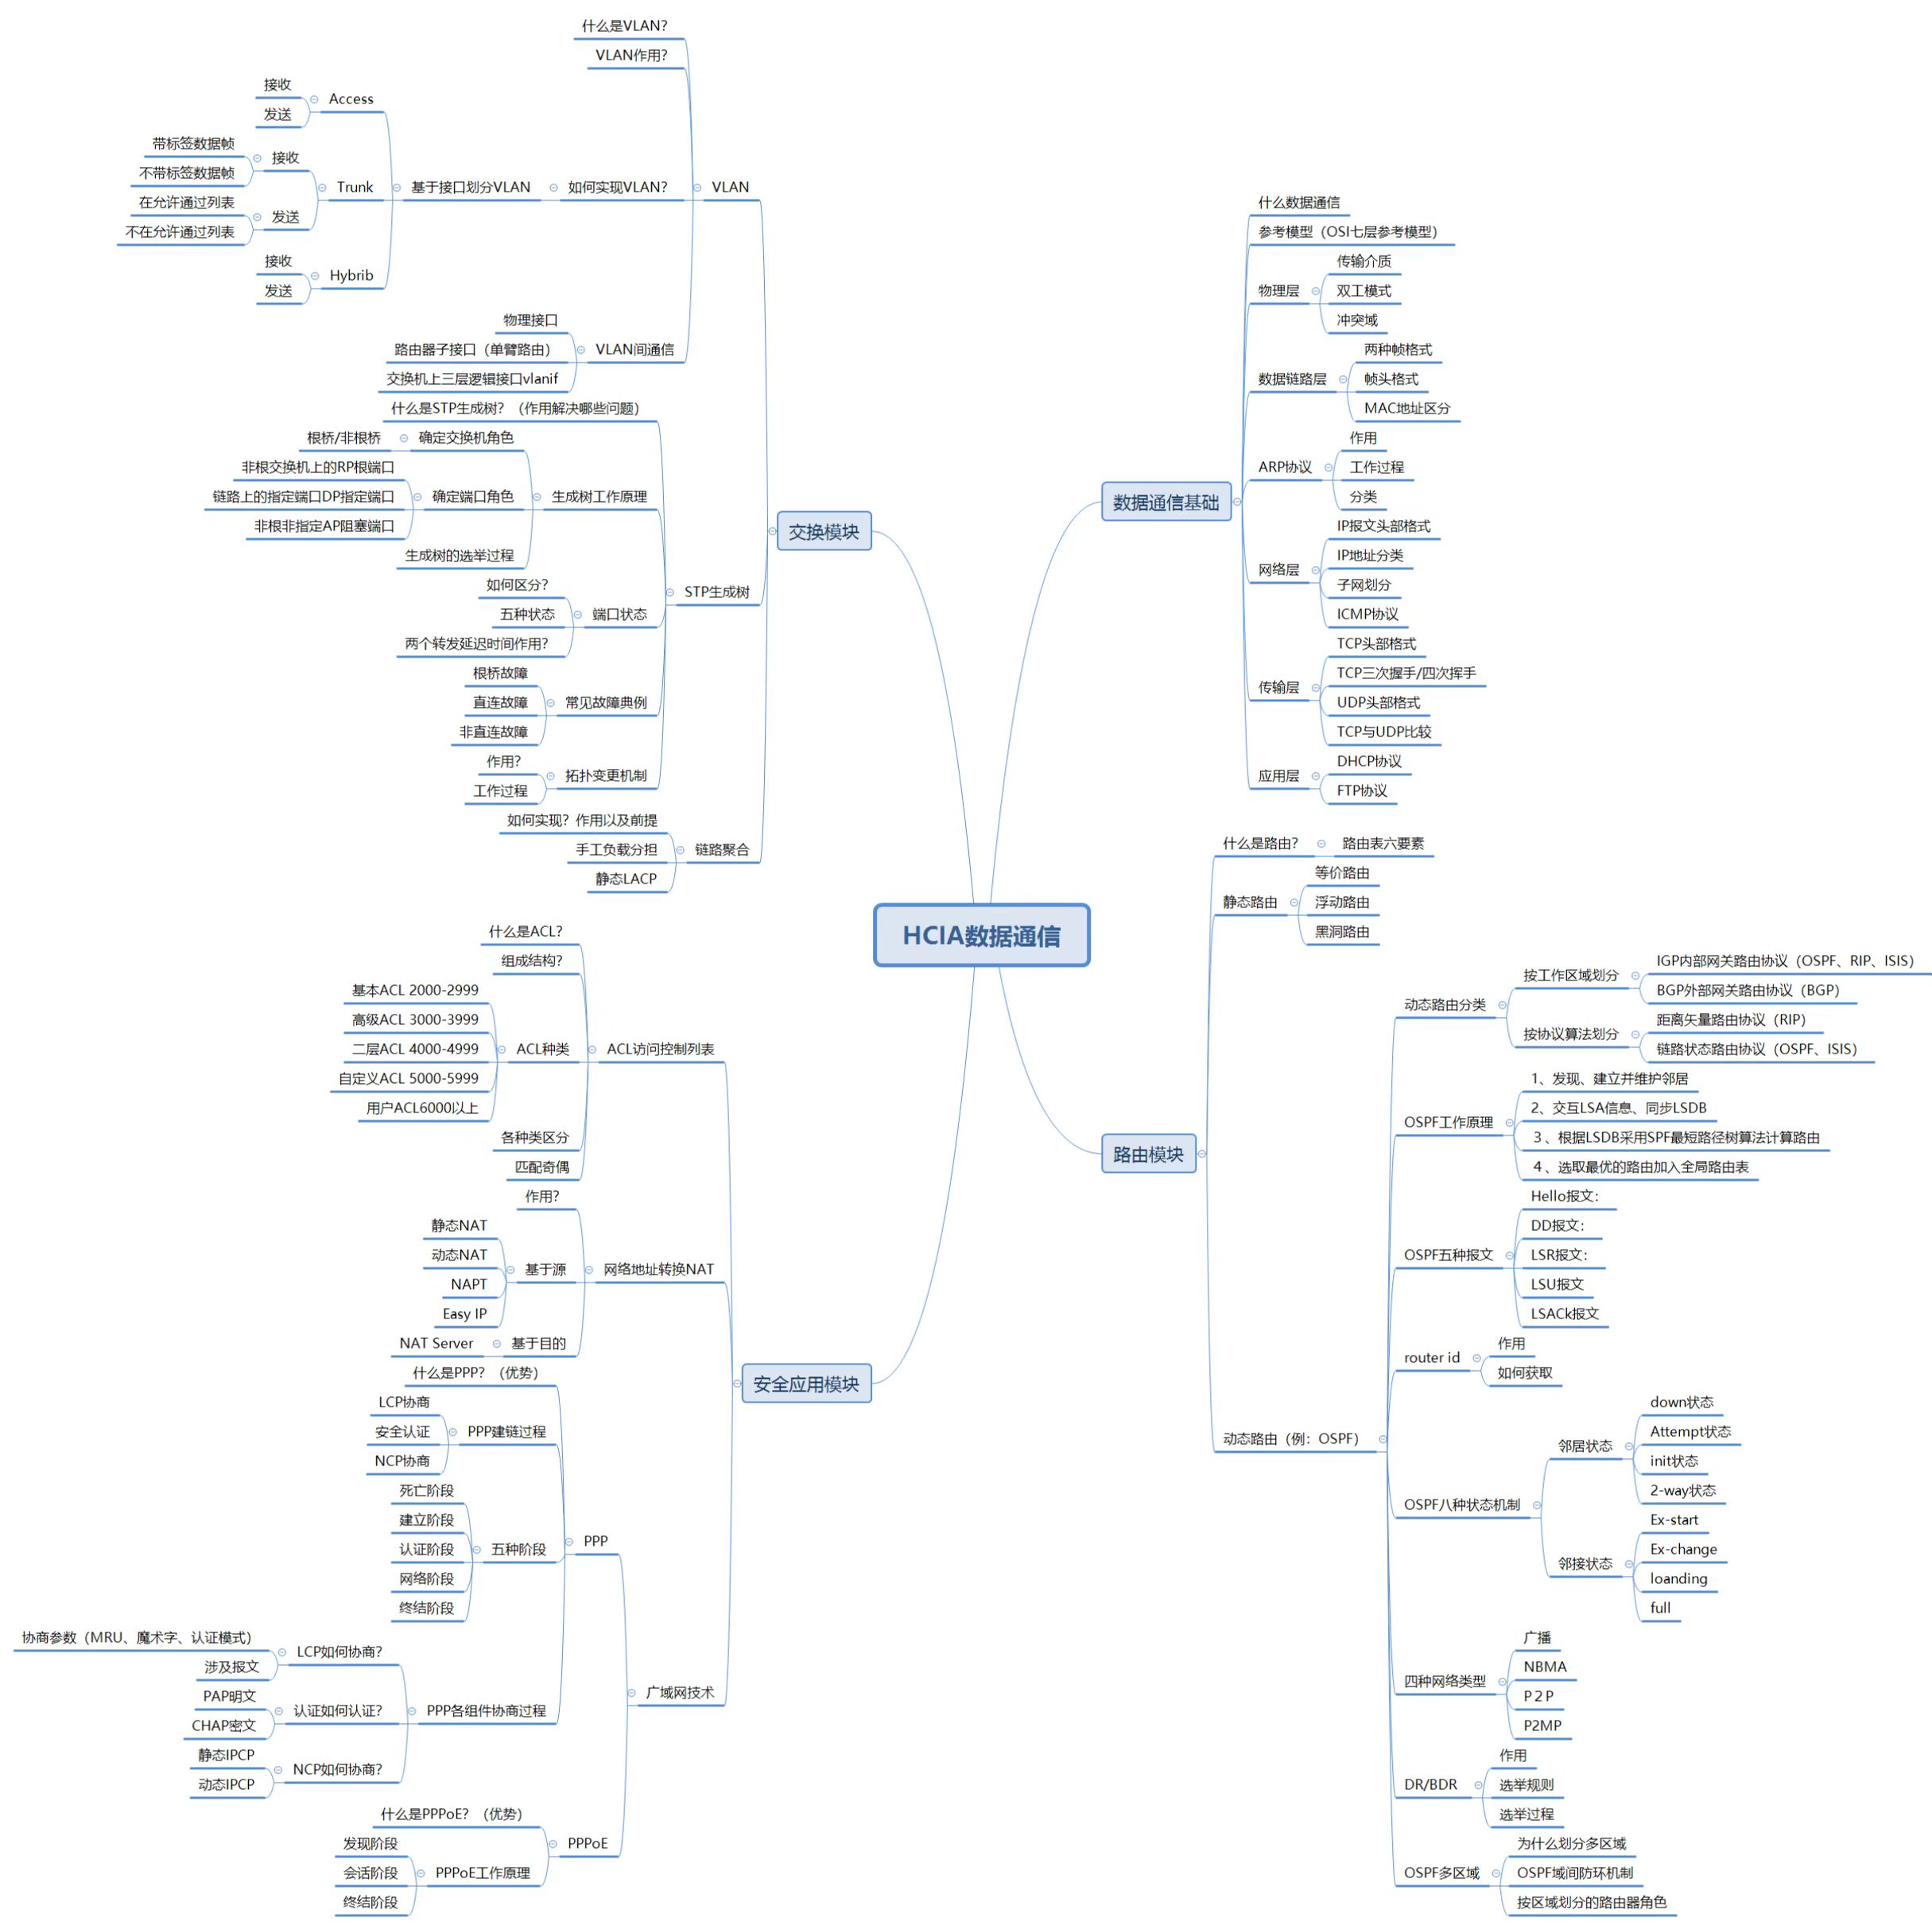 HCIA数据通信
数据通信基础
什么数据通信
参考模型（OSI七层参考模型）
物理层
传输介质
双工模式
冲突域
数据链路层
两种帧格式
帧头格式
MAC地址区分
ARP协议
作用
工作过程
分类
网络层
IP报文头部格式
IP地址分类
子网划分
ICMP协议
传输层
TCP头部格式
TCP三次握手/四次挥手
UDP头部格式
TCP与UDP比较
应用层
DHCP协议
FTP协议
路由模块
什么是路由？
路由表六要素
静态路由
等价路由
浮动路由
黑洞路由
动态路由（例：OSPF）
动态路由分类
按工作区域划分
IGP内部网关路由协议（OSPF、RIP、ISIS）
BGP外部网关路由协议（BGP）
按协议算法划分
距离矢量路由协议（RIP）
链路状态路由协议（OSPF、ISIS）
OSPF工作原理
1、发现、建立并维护邻居
2、交互LSA信息、同步LSDB
３、根据LSDB采用SPF最短路径树算法计算路由
４、选取最优的路由加入全局路由表
OSPF五种报文
Hello报文：
DD报文：
LSR报文：
LSU报文
LSACk报文
router id
作用
如何获取
OSPF八种状态机制
邻居状态
down状态
Attempt状态
init状态
2-way状态
邻接状态
Ex-start
Ex-change
loanding
full
四种网络类型
广播
NBMA
P２P
P2MP
DR/BDR
作用
选举规则
选举过程
OSPF多区域
为什么划分多区域
OSPF域间防环机制
按区域划分的路由器角色
交换模块
VLAN
什么是VLAN？
VLAN作用？
如何实现VLAN？
基于接口划分VLAN
Access
接收
发送
Trunk
接收
带标签数据帧
不带标签数据帧
发送
在允许通过列表
不在允许通过列表
Hybrib
接收
发送
VLAN间通信
物理接口
路由器子接口（单臂路由）
交换机上三层逻辑接口vlanif
STP生成树
什么是STP生成树？（作用解决哪些问题）
生成树工作原理
确定交换机角色
根桥/非根桥
确定端口角色
非根交换机上的RP根端口
链路上的指定端口DP指定端口
非根非指定AP阻塞端口
生成树的选举过程
端口状态
如何区分？
五种状态
两个转发延迟时间作用？
常见故障典例
根桥故障
直连故障
非直连故障
拓扑变更机制
作用？
工作过程
链路聚合
如何实现？作用以及前提
手工负载分担
静态LACP
安全应用模块
ACL访问控制列表
什么是ACL？
组成结构？
ACL种类
基本ACL 2000-2999
高级ACL 3000-3999
二层ACL 4000-4999
自定义ACL 5000-5999
用户ACL6000以上
各种类区分
匹配奇偶
网络地址转换NAT
作用？
基于源
静态NAT
动态NAT
NAPT
Easy IP
基于目的
NAT Server
广域网技术
PPP
什么是PPP？（优势）
PPP建链过程
LCP协商
安全认证
NCP协商
五种阶段
死亡阶段
建立阶段
认证阶段
网络阶段
终结阶段
PPP各组件协商过程
LCP如何协商？
协商参数（MRU、魔术字、认证模式）
涉及报文
认证如何认证？
PAP明文
CHAP密文
NCP如何协商？
静态IPCP
动态IPCP
PPPoE
什么是PPPoE？（优势）
PPPoE工作原理
发现阶段
会话阶段
终结阶段